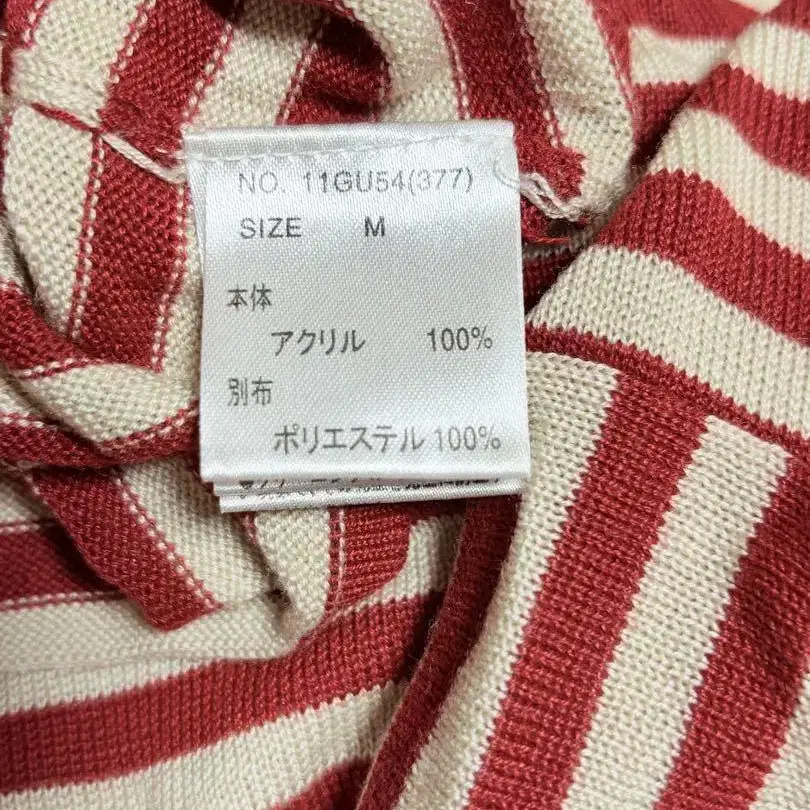 NO. 11GU54(377)
SIZE M
本体
アクリル 100%
別布
ポリエステル 100%